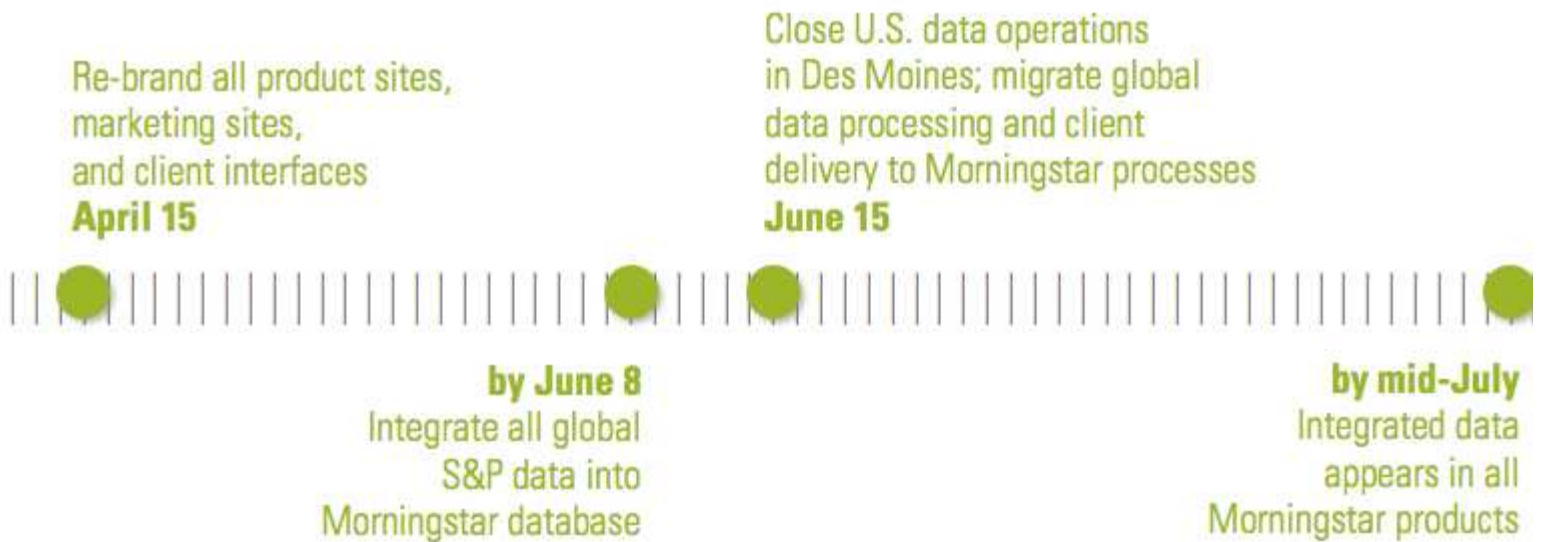 Re-brand all product sites,
marketing sites,
and client interfaces
April 15
Close U.S. data operations
in Des Moines; migrate global
data processing and client
delivery to Morningstar processes
June 15
by June 8
Integrate all global
S&P data into
Morningstar database
by mid-July
Integrated data
appears in all
Morningstar products